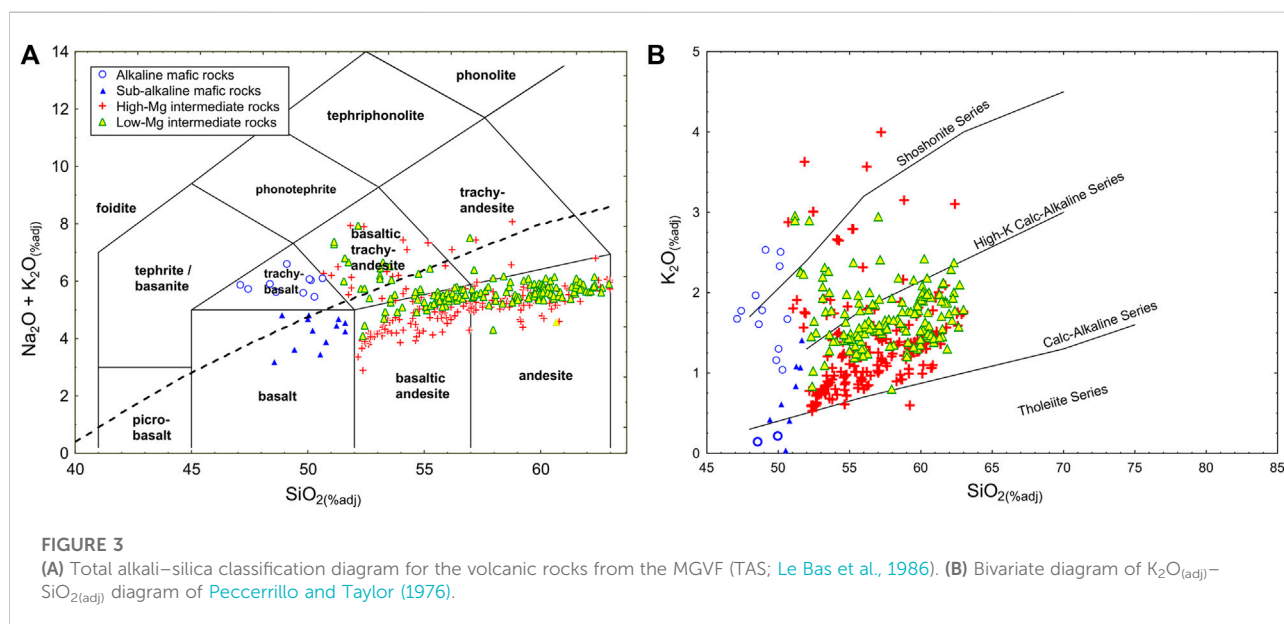 A
14
12
10
8
6
4
2
0
Na2O + K2O(%adj)
40
45
50
55
60
SiO2(%adj)
Alkaline mafic rocks
Sub-alkaline mafic rocks
High-Mg intermediate rocks
Low-Mg intermediate rocks
phonolite
tephriphonolite
phonotephrite
foidite
trachy-
andesite
basaltic
trachy-
andesite
tephrite /
basanite
trachy-
basalt
basalt
basaltic
andesite
andesite
picro-
basalt
B
5
4
3
2
1
0
K2O(%adj)
45
50
55
60
65
70
75
80
85
SiO2(%adj)
Shoshonite Series
High-K Calc-Alkaline Series
Calc-Alkaline Series
Tholeiite Series
FIGURE 3
(A) Total alkali–silica classification diagram for the volcanic rocks from the MGVF (TAS; Le Bas et al., 1986). (B) Bivariate diagram of K2O(adj)–
SiO2(adj) diagram of Peccerrillo and Taylor (1976).